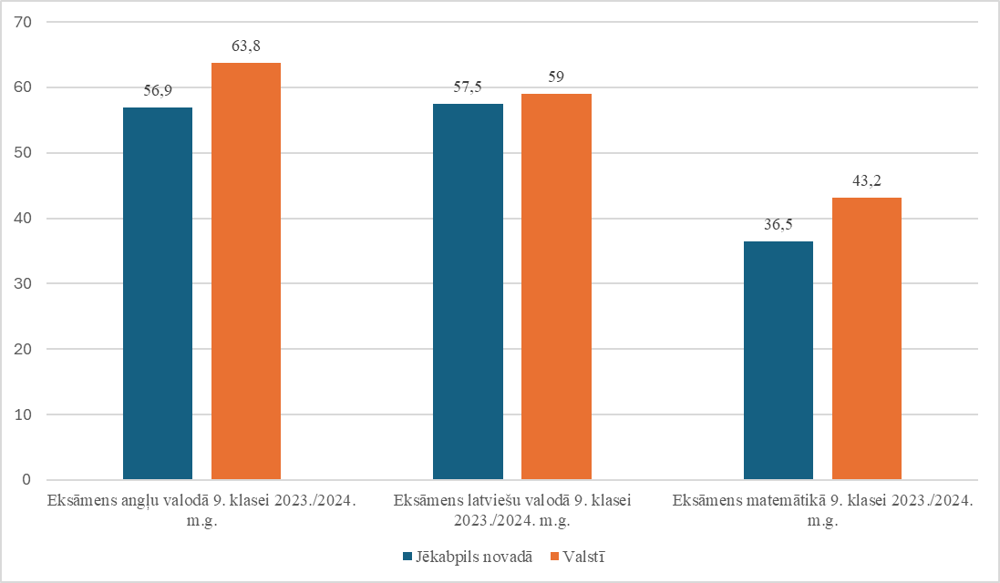 70
60
50
40
30
20
10
0
56,9
63,8
57,5
59
36,5
43,2
Eksāmens angļu valodā 9. klasei 2023./2024.
m.g.
Eksāmens latviešu valodā 9. klasei
2023./2024. m.g.
Eksāmens matemātikā 9. klasei 2023./2024.
m.g.
Jēkabpils novadā
Valstī